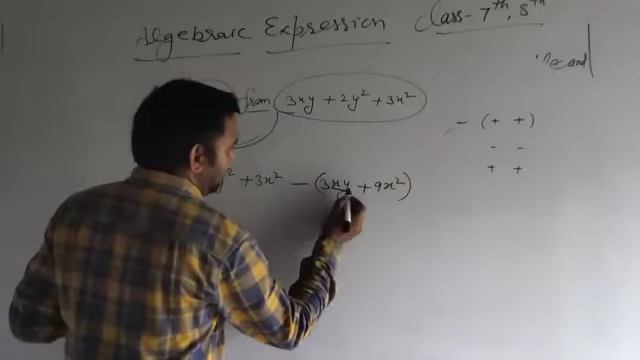 Algebraic Expression Class-7th, 8th
from 3xy + 2y² + 3x²
- (+ +)
- -
+ +
² + 3x² - (3xy + 9x²)